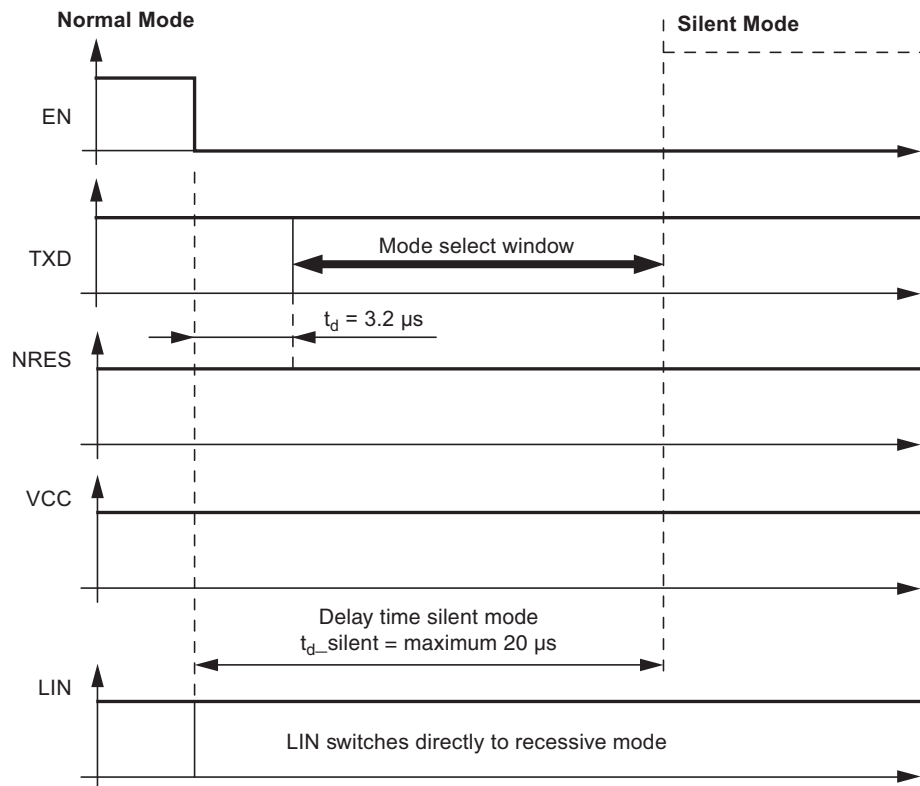 Normal Mode
Silent Mode
EN
TXD
Mode select window
t_d = 3.2 µs
NRES
VCC
Delay time silent mode
t_d_silent = maximum 20 µs
LIN
LIN switches directly to recessive mode